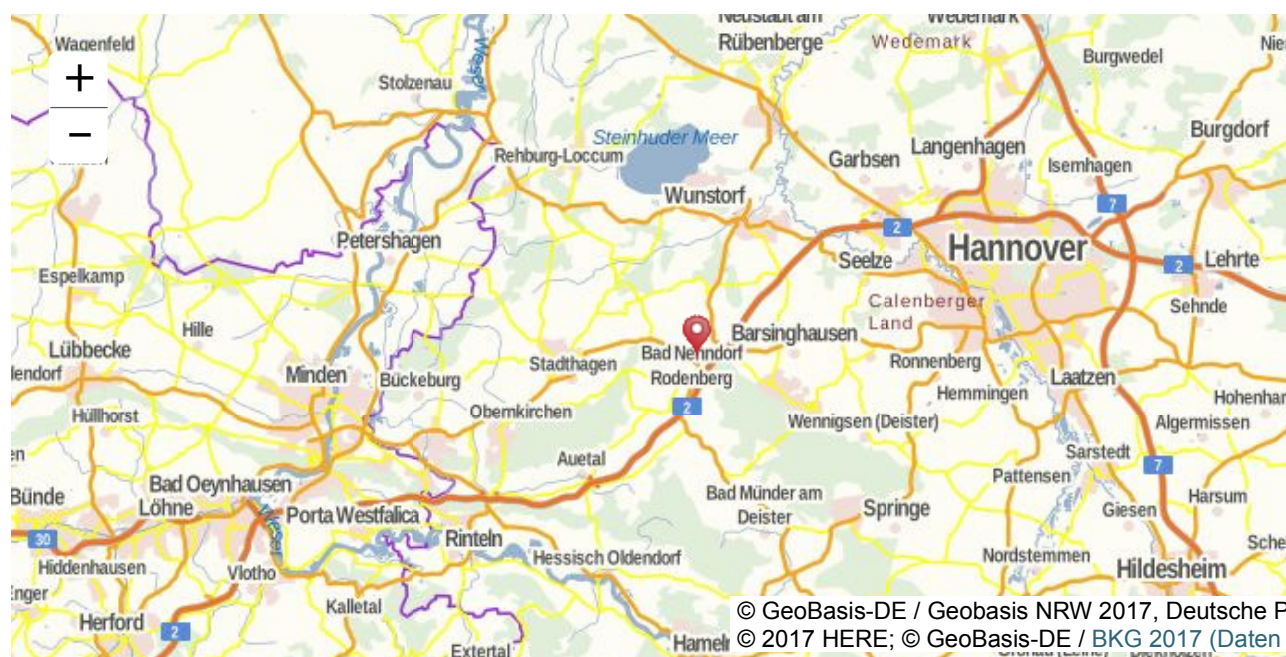 Wedemark
Rübenberge
Wedemark
Wagenfeld
Burgwedel
+
Stolzenau
Weser
−
Steinhuder Meer
Burgdorf
Rehburg-Loccum
Garbsen
Langenhagen
Isernhagen
Wunstorf
7
2
Petershagen
Hannover
Seelze
2
Lehrte
Espelkamp
Calenberger
Land
Sehnde
Hille
Barsinghausen
Lübbecke
Stadthagen
Bad Nenndorf
Ronnenberg
Minden
Bückeburg
Rodenberg
Laatzen
Hemmingen
2
Hüllhorst
Obernkirchen
Wennigsen (Deister)
Algermissen
Auetal
Sarstedt
7
Pattensen
Bad Oeynhausen
Bünde
Löhne
Bad Münder am
Deister
Harsum
Springe
Giesen
Porta Westfalica
30
Rinteln
Weser
Hessisch Oldendorf
Nordstemmen
Hiddenhausen
Vlotho
Hildesheim
Kalletal
Herford
2
© GeoBasis-DE / Geobasis NRW 2017, Deutsche P
© 2017 HERE; © GeoBasis-DE / BKG 2017 (Daten
Hameln
Extertal